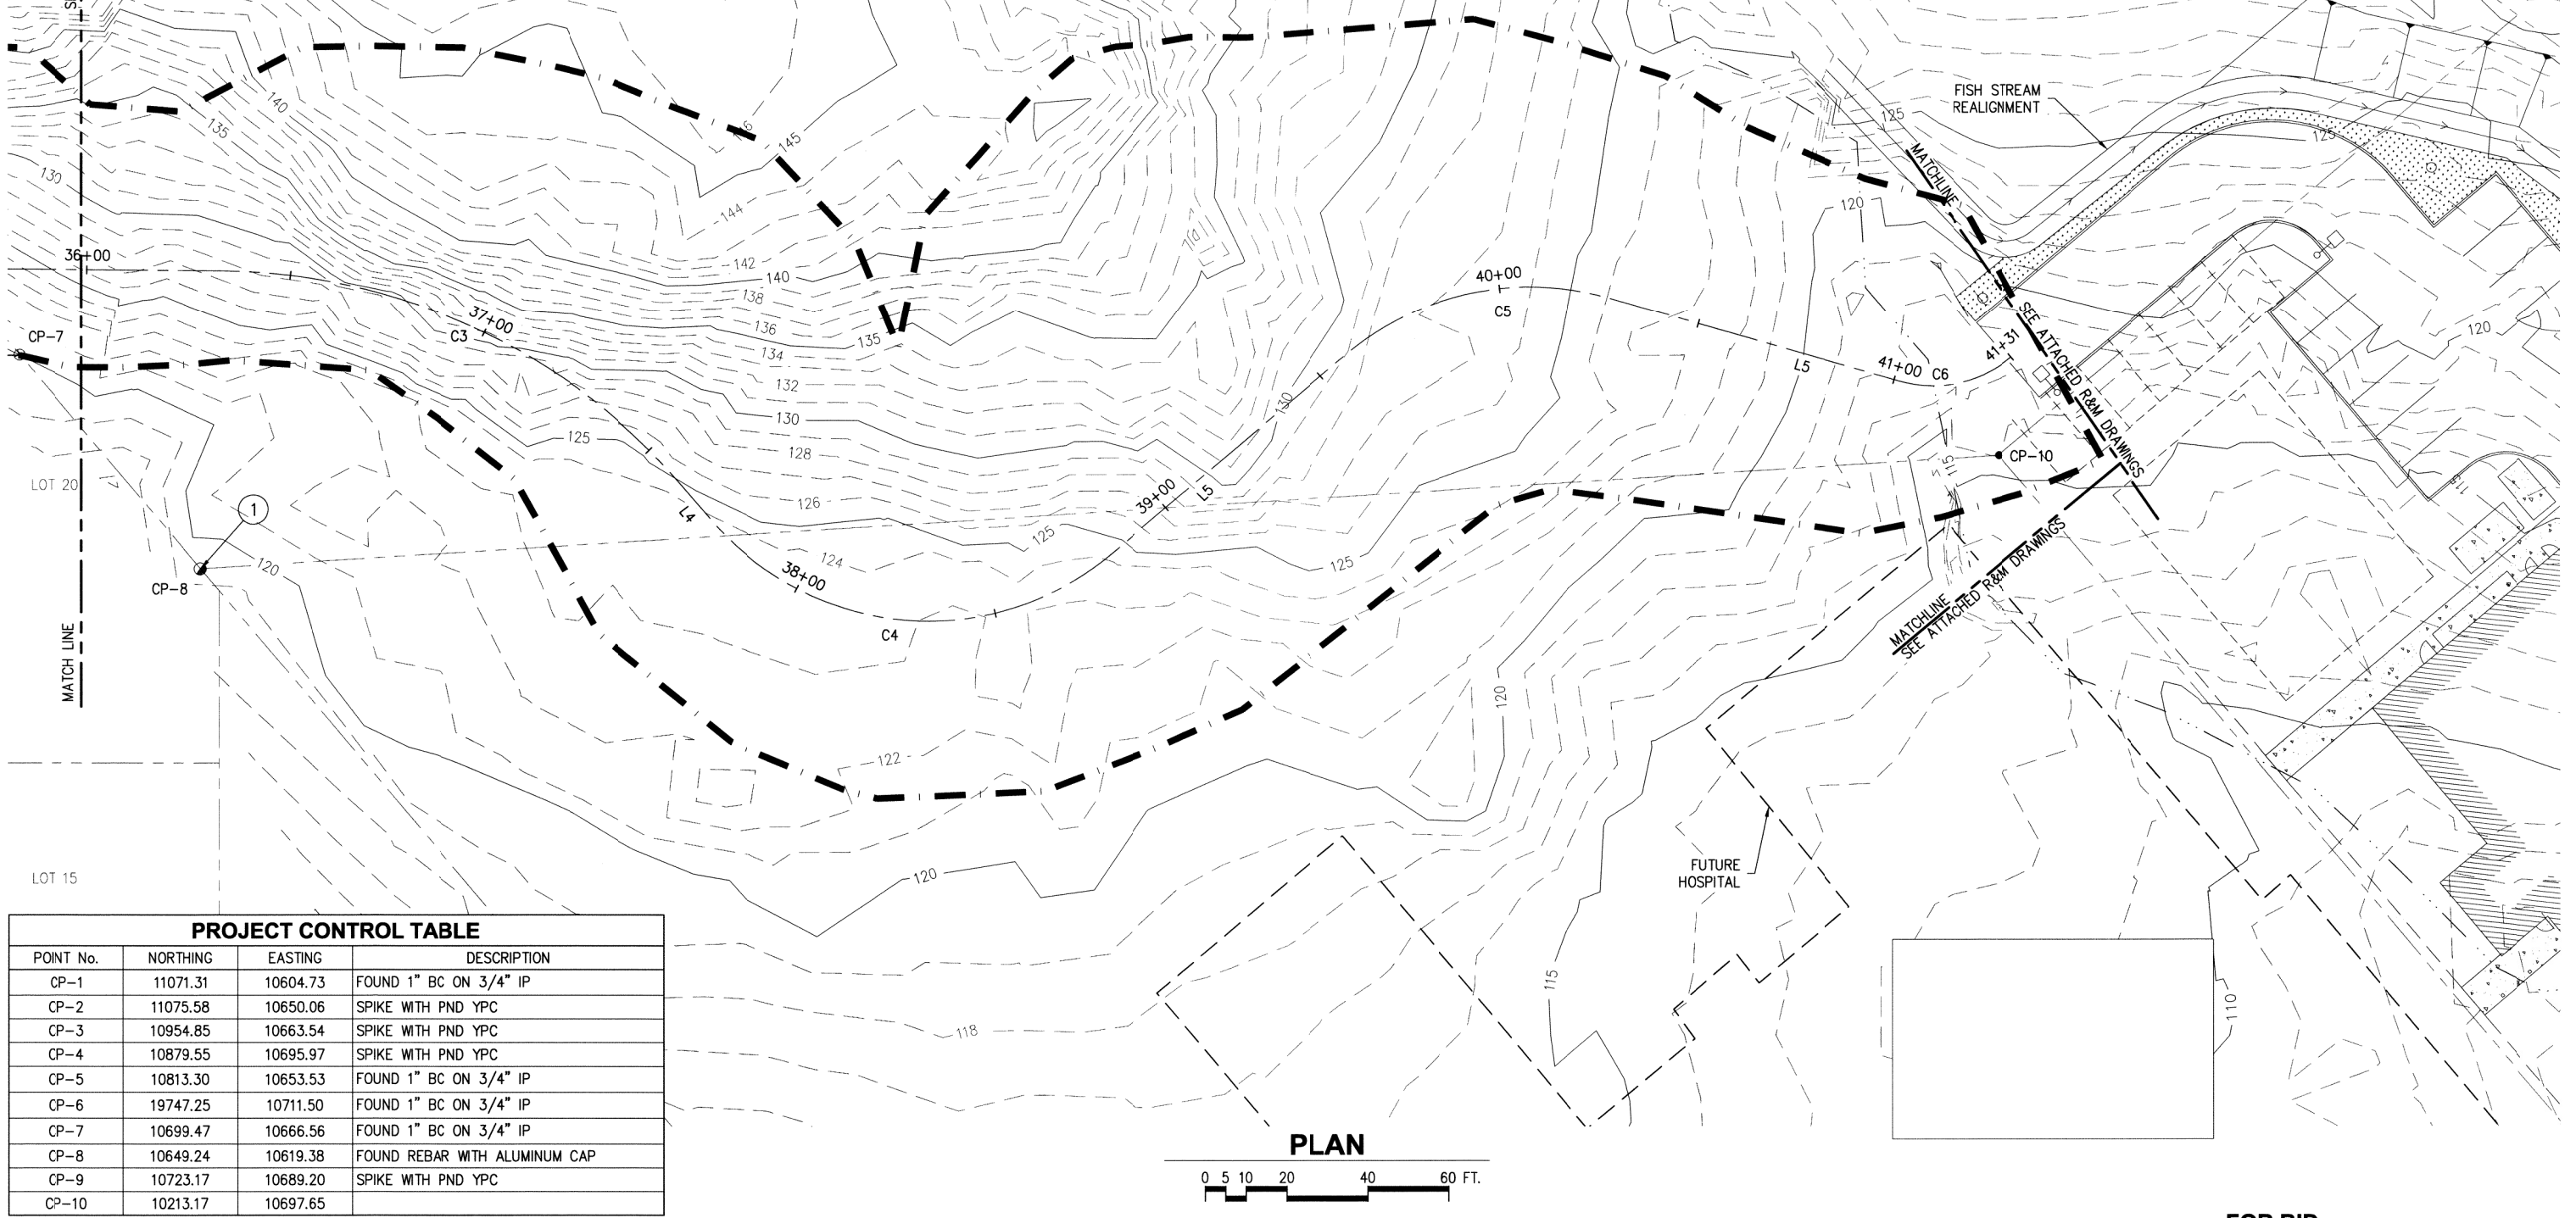 FISH STREAM
REALIGNMENT
140
135
130
125
125
145
144
142
140
138
136
135
134
132
130
128
126
125
124
122
120
120
120
120
120
118
115
115
110
125
125
130
36+00
37+00
38+00
39+00
40+00
41+00
41+31
C3
L4
C4
L5
C5
L5
C6
CP-7
CP-8
CP-10
1
LOT 20
LOT 15
MATCH LINE
MATCHLINE
SEE ATTACHED R&M DRAWINGS
MATCHLINE
SEE ATTACHED R&M DRAWINGS
FUTURE
HOSPITAL
PROJECT CONTROL TABLE
POINT No. NORTHING EASTING DESCRIPTION
CP-1 11071.31 10604.73 FOUND 1" BC ON 3/4" IP
CP-2 11075.58 10650.06 SPIKE WITH PND YPC
CP-3 10954.85 10663.54 SPIKE WITH PND YPC
CP-4 10879.55 10695.97 SPIKE WITH PND YPC
CP-5 10813.30 10653.53 FOUND 1" BC ON 3/4" IP
CP-6 19747.25 10711.50 FOUND 1" BC ON 3/4" IP
CP-7 10699.47 10666.56 FOUND 1" BC ON 3/4" IP
CP-8 10649.24 10619.38 FOUND REBAR WITH ALUMINUM CAP
CP-9 10723.17 10689.20 SPIKE WITH PND YPC
CP-10 10213.17 10697.65
PLAN
0 5 10 20 40 60 FT.